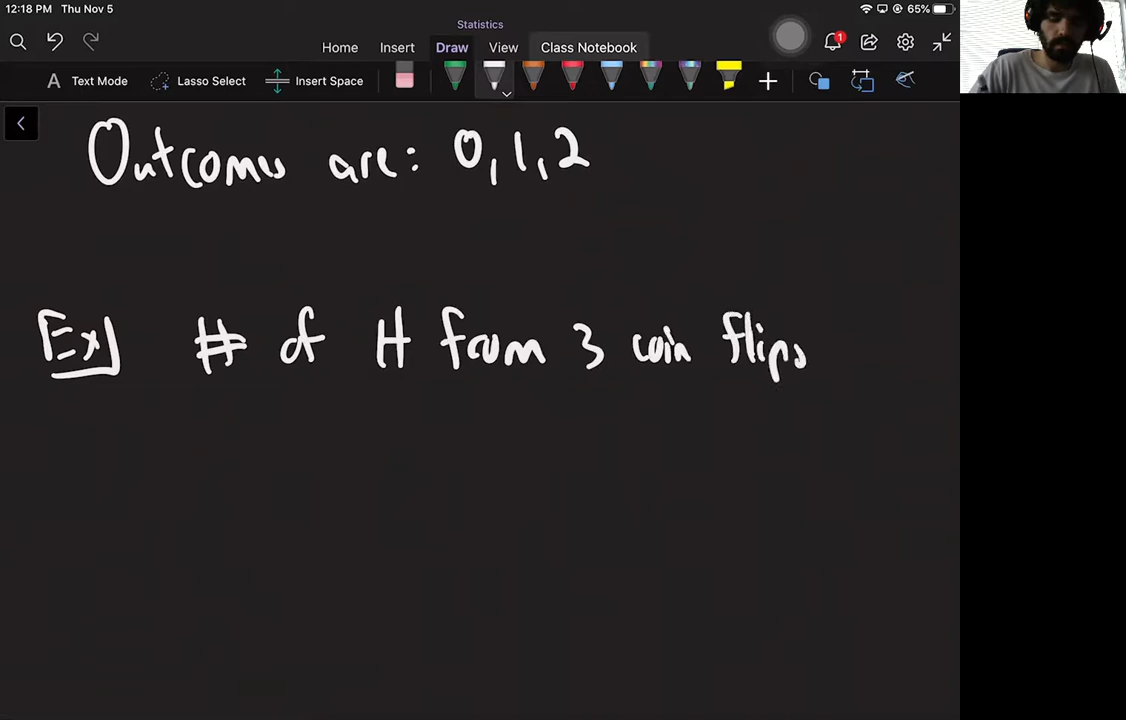 12:18 PM Thu Nov 5
Statistics
65%
Home Insert Draw View Class Notebook
1
A Text Mode Lasso Select Insert Space
Outcomes are: 0, 1, 2
Ex] # of H from 3 coin flips